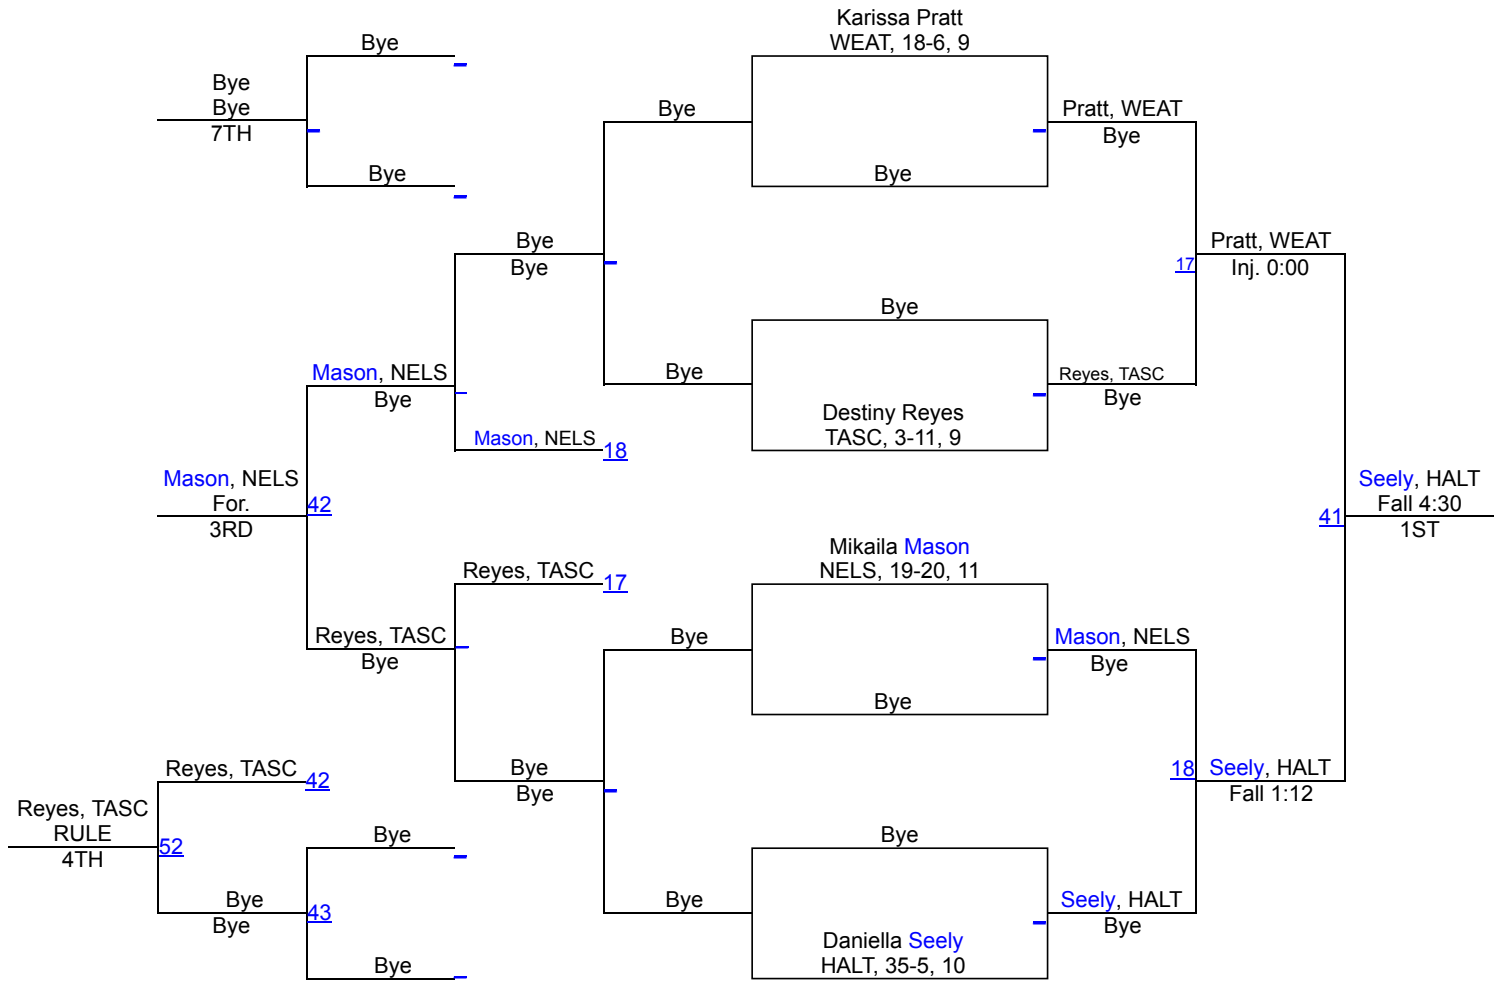 Karissa Pratt
WEAT, 18-6, 9
Bye
Bye
Bye
7TH
Bye
Bye
Pratt, WEAT
Bye
Bye
Bye
Bye
Pratt, WEAT
17
Inj. 0:00
Bye
Mason, NELS
Bye
Bye
Reyes, TASC
Bye
Destiny Reyes
TASC, 3-11, 9
Mason, NELS
18
Mason, NELS
For.
42
3RD
Seely, HALT
Fall 4:30
41
1ST
Mikaila Mason
NELS, 19-20, 11
Reyes, TASC
17
Reyes, TASC
Bye
Bye
Mason, NELS
Bye
Bye
Reyes, TASC
42
Bye
Bye
18
Seely, HALT
Fall 1:12
Reyes, TASC
RULE
52
4TH
Bye
Bye
Bye
43
Bye
Bye
Seely, HALT
Bye
Daniella Seely
HALT, 35-5, 10
Bye